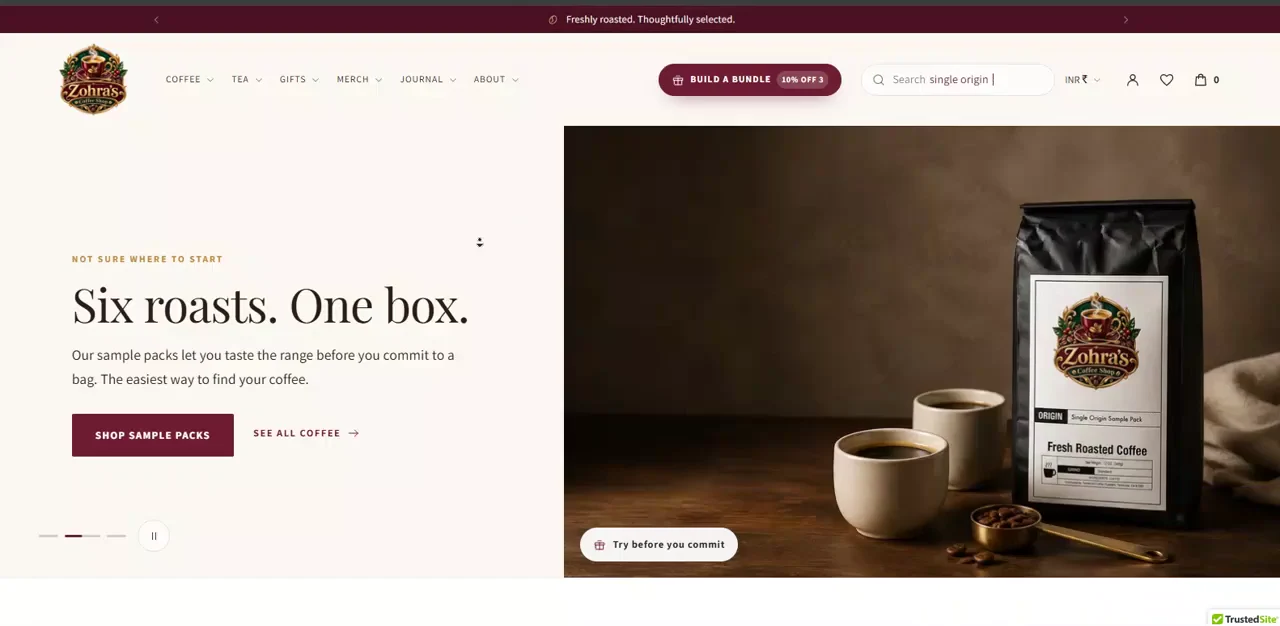 Freshly roasted. Thoughtfully selected.
Zohra's
Coffee Shop
COFFEE TEA GIFTS MERCH JOURNAL ABOUT
BUILD A BUNDLE 10% OFF 3
Search single origin
INR ₹
0
NOT SURE WHERE TO START
Six roasts. One box.
Our sample packs let you taste the range before you commit to a
bag. The easiest way to find your coffee.
SHOP SAMPLE PACKS
SEE ALL COFFEE
Zohra's
Coffee Shop
ORIGIN Single Origin Sample Pack
Fresh Roasted Coffee
GRIND
Try before you commit
TrustedSite